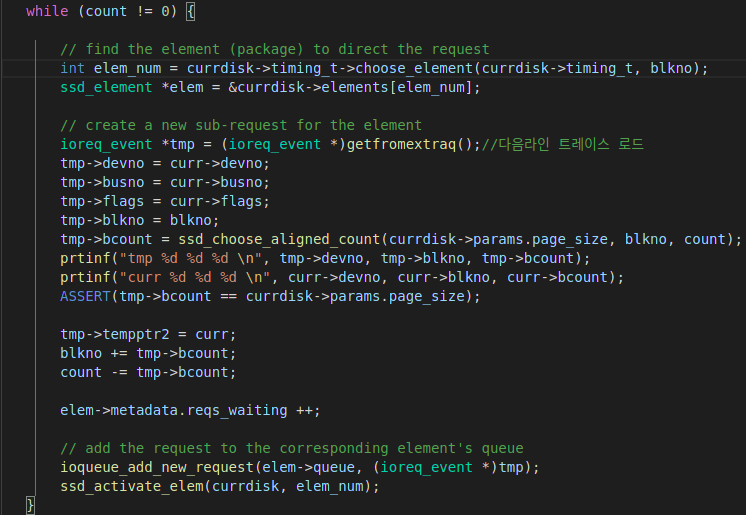 while (count != 0) {
// find the element (package) to direct the request
int elem_num = currdisk->timing_t->choose_element(currdisk->timing_t, blkno);
ssd_element *elem = &currdisk->elements[elem_num];
// create a new sub-request for the element
ioreq_event *tmp = (ioreq_event *)getfromextraq();//다음라인 트레이스 로드
tmp->devno = curr->devno;
tmp->busno = curr->busno;
tmp->flags = curr->flags;
tmp->blkno = blkno;
tmp->bcount = ssd_choose_aligned_count(currdisk->params.page_size, blkno, count);
prtinf("tmp %d %d %d \n", tmp->devno, tmp->blkno, tmp->bcount);
prtinf("curr %d %d %d \n", curr->devno, curr->blkno, curr->bcount);
ASSERT(tmp->bcount == currdisk->params.page_size);
tmp->tempptr2 = curr;
blkno += tmp->bcount;
count -= tmp->bcount;
elem->metadata.reqs_waiting ++;
// add the request to the corresponding element's queue
ioqueue_add_new_request(elem->queue, (ioreq_event *)tmp);
ssd_activate_elem(currdisk, elem_num);
}